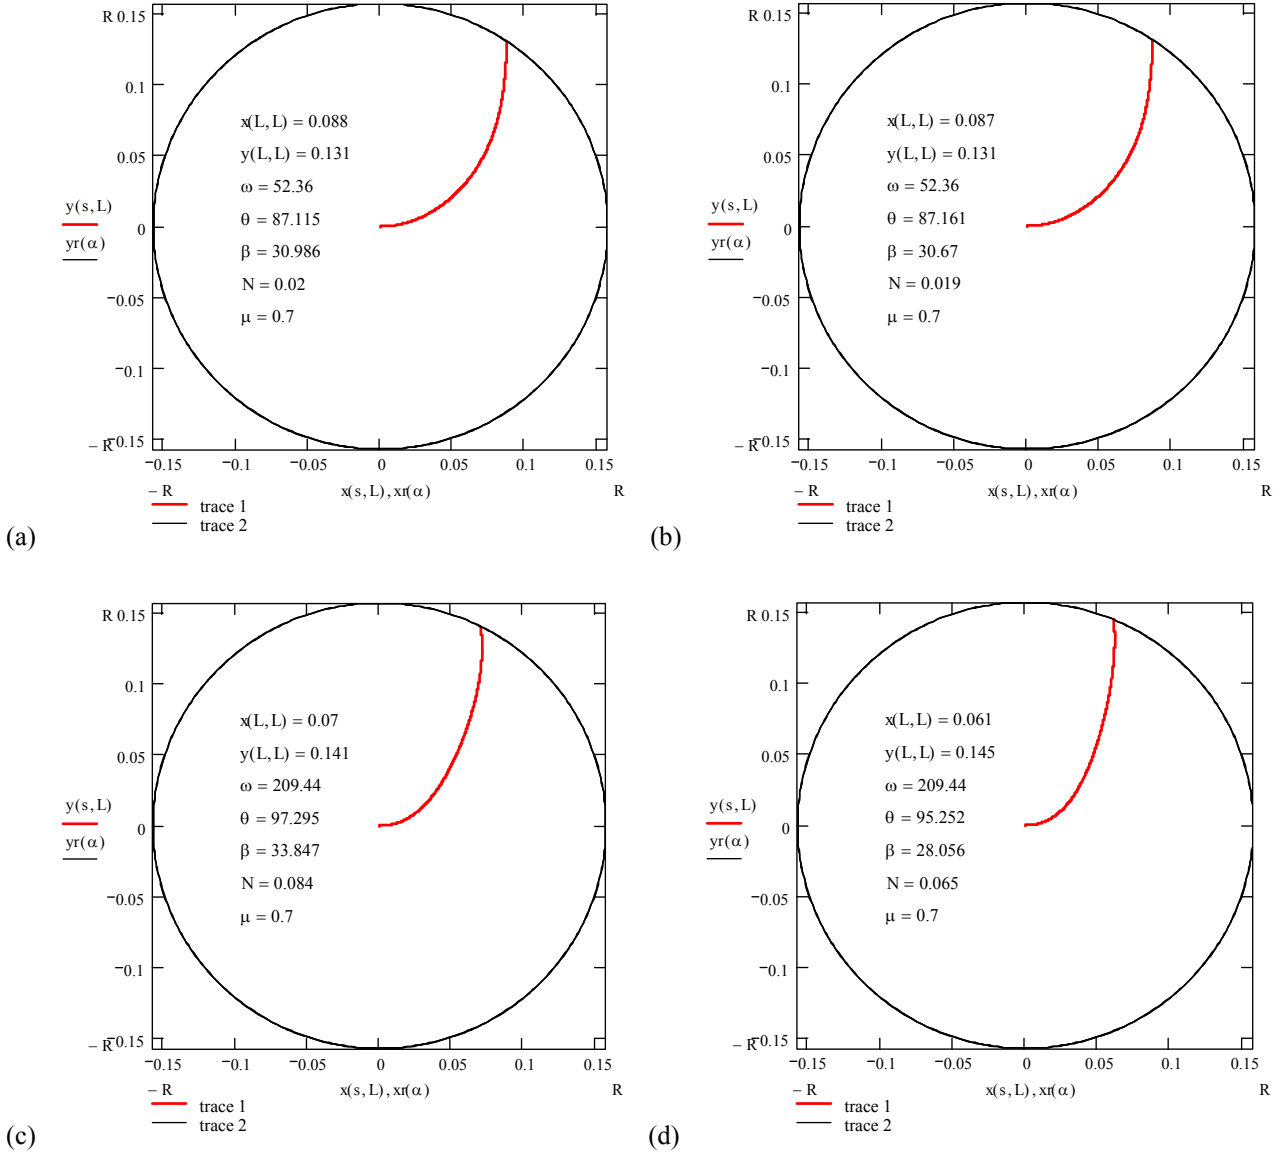 R 0.15
0.1
x(L,L) = 0.088
y(L,L) = 0.131
0.05
ω = 52.36
y(s,L)
θ = 87.115
yr(α)
0
β = 30.986
N = 0.02
−0.05
μ = 0.7
−0.1
− R −0.15
−0.15 −0.1 −0.05 0 0.05 0.1 0.15
− R x(s,L),xr(α) R
trace 1
trace 2
(a)
R 0.15
0.1
x(L,L) = 0.087
y(L,L) = 0.131
0.05
ω = 52.36
y(s,L)
θ = 87.161
yr(α)
0
β = 30.67
N = 0.019
−0.05
μ = 0.7
−0.1
− R −0.15
−0.15 −0.1 −0.05 0 0.05 0.1 0.15
− R x(s,L),xr(α) R
trace 1
trace 2
(b)
R 0.15
0.1
x(L,L) = 0.07
y(L,L) = 0.141
0.05
ω = 209.44
y(s,L)
θ = 97.295
yr(α)
0
β = 33.847
N = 0.084
−0.05
μ = 0.7
−0.1
− R −0.15
−0.15 −0.1 −0.05 0 0.05 0.1 0.15
− R x(s,L),xr(α) R
trace 1
trace 2
(c)
R 0.15
0.1
x(L,L) = 0.061
y(L,L) = 0.145
0.05
ω = 209.44
y(s,L)
θ = 95.252
yr(α)
0
β = 28.056
N = 0.065
−0.05
μ = 0.7
−0.1
− R −0.15
−0.15 −0.1 −0.05 0 0.05 0.1 0.15
− R x(s,L),xr(α) R
trace 1
trace 2
(d)